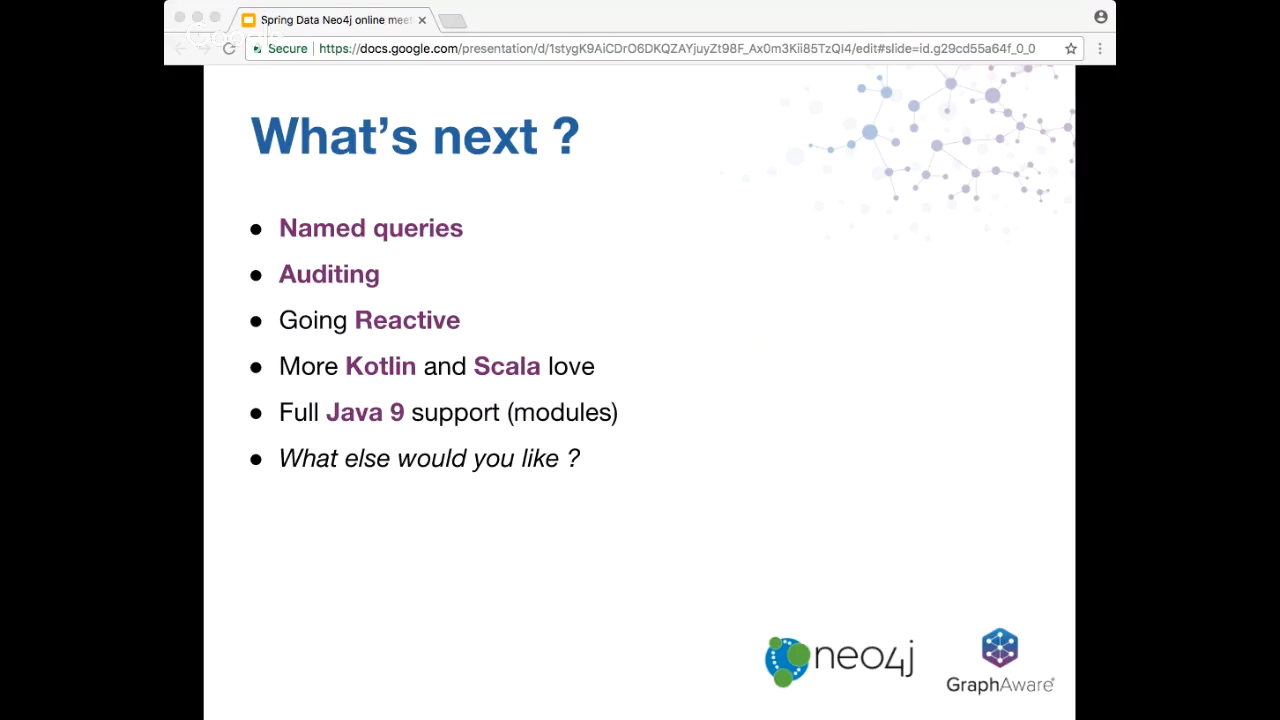 Spring Data Neo4j online meet
Secure
https://docs.google.com/presentation/d/1stygK9AiCDrO6DKQZAYjuyZt98F_Ax0m3Kii85TzQI4/edit#slide=id.g29cd55a64f_0_0
What's next ?
● Named queries
● Auditing
● Going Reactive
● More Kotlin and Scala love
● Full Java 9 support (modules)
● What else would you like ?
neo4j
GraphAware®